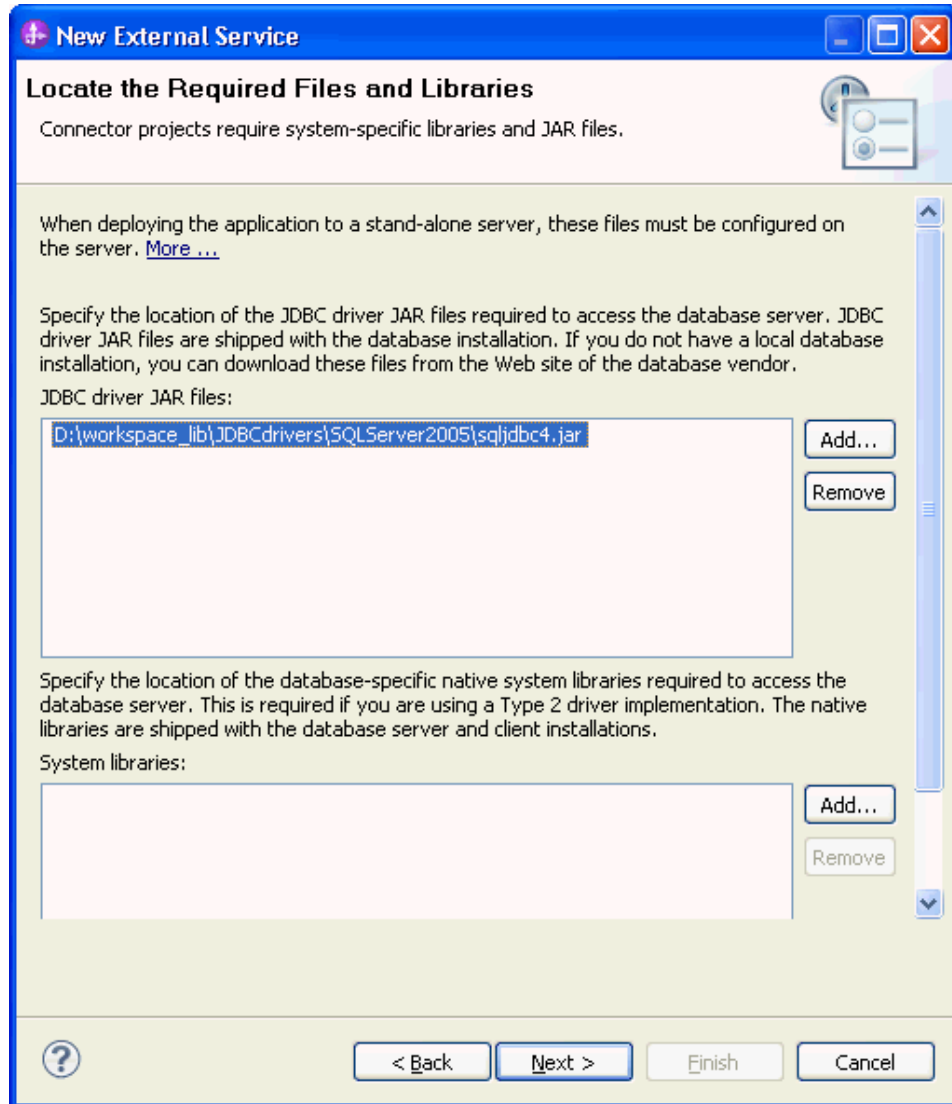 New External Service
Locate the Required Files and Libraries
Connector projects require system-specific libraries and JAR files.
When deploying the application to a stand-alone server, these files must be configured on
the server. More ...
Specify the location of the JDBC driver JAR files required to access the database server. JDBC
driver JAR files are shipped with the database installation. If you do not have a local database
installation, you can download these files from the Web site of the database vendor.
JDBC driver JAR files:
D:\workspace_lib\JDBCdrivers\SQLServer2005\sqljdbc4.jar
Add...
Remove
Specify the location of the database-specific native system libraries required to access the
database server. This is required if you are using a Type 2 driver implementation. The native
libraries are shipped with the database server and client installations.
System libraries:
Add...
Remove
?
< Back
Next >
Finish
Cancel